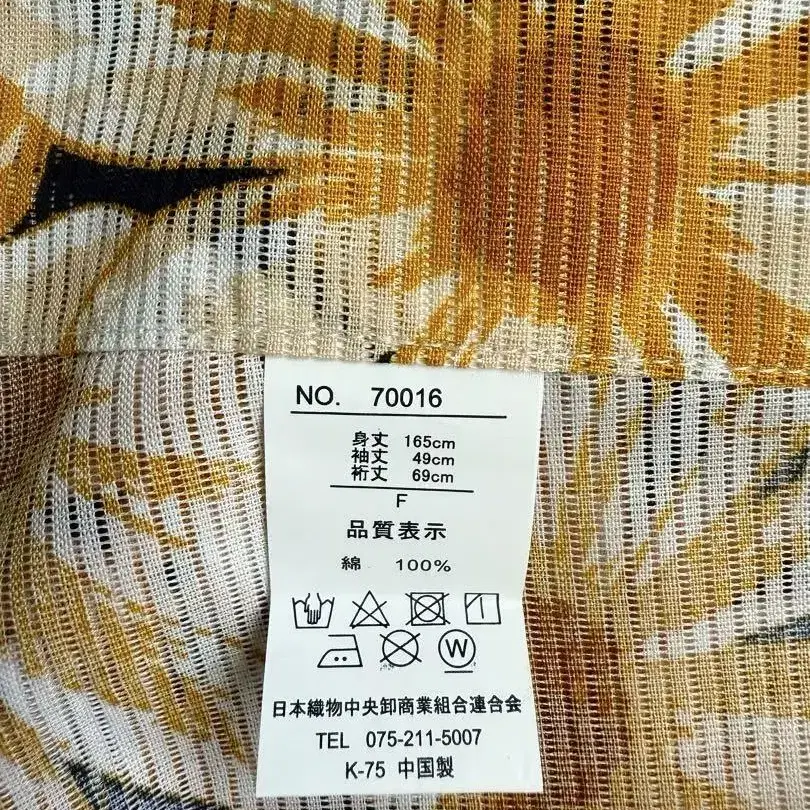 NO. 70016
身丈 165cm
袖丈 49cm
裄丈 69cm
F
品質表示
綿 100%
W
日本織物中央卸商業組合連合会
TEL 075-211-5007
K-75 中国製